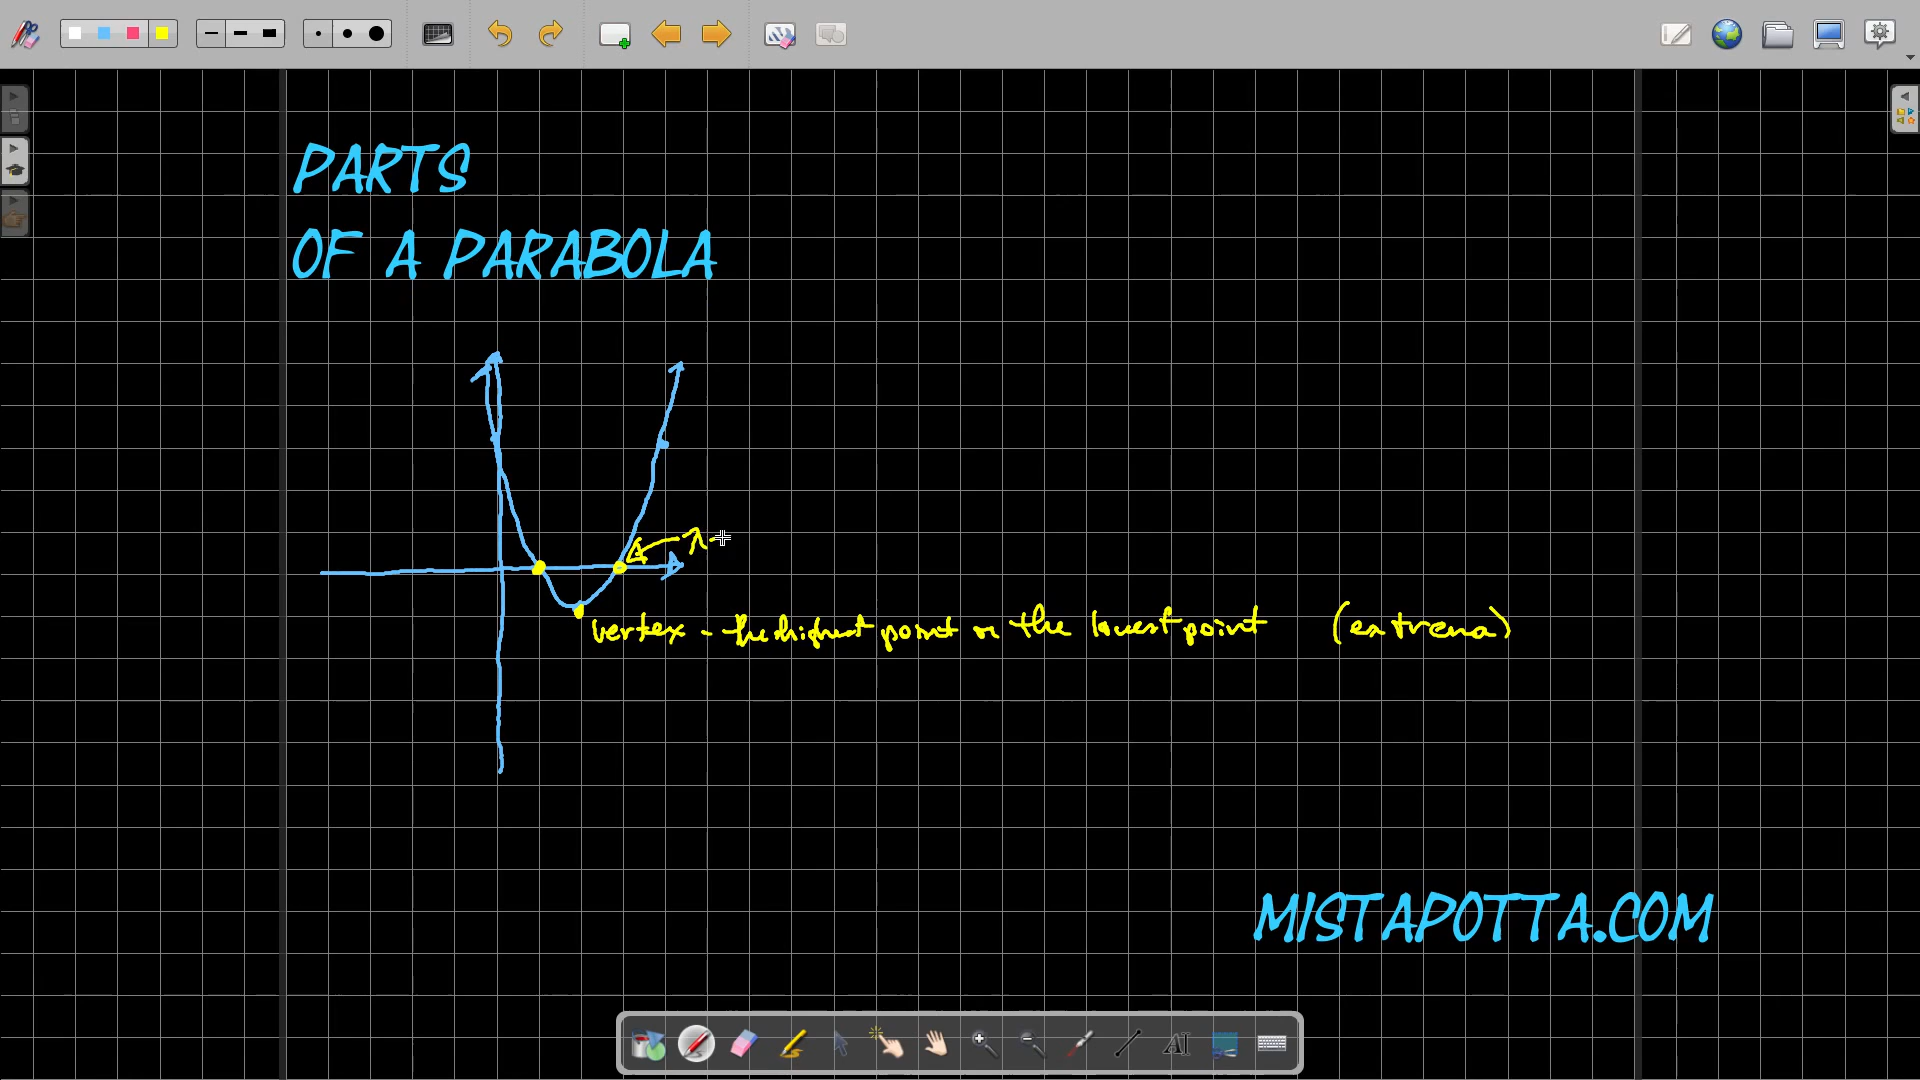 PARTS
OF A PARABOLA
vertex - the highest point or the lowest point (extrema)
MISTAPOTTA.COM